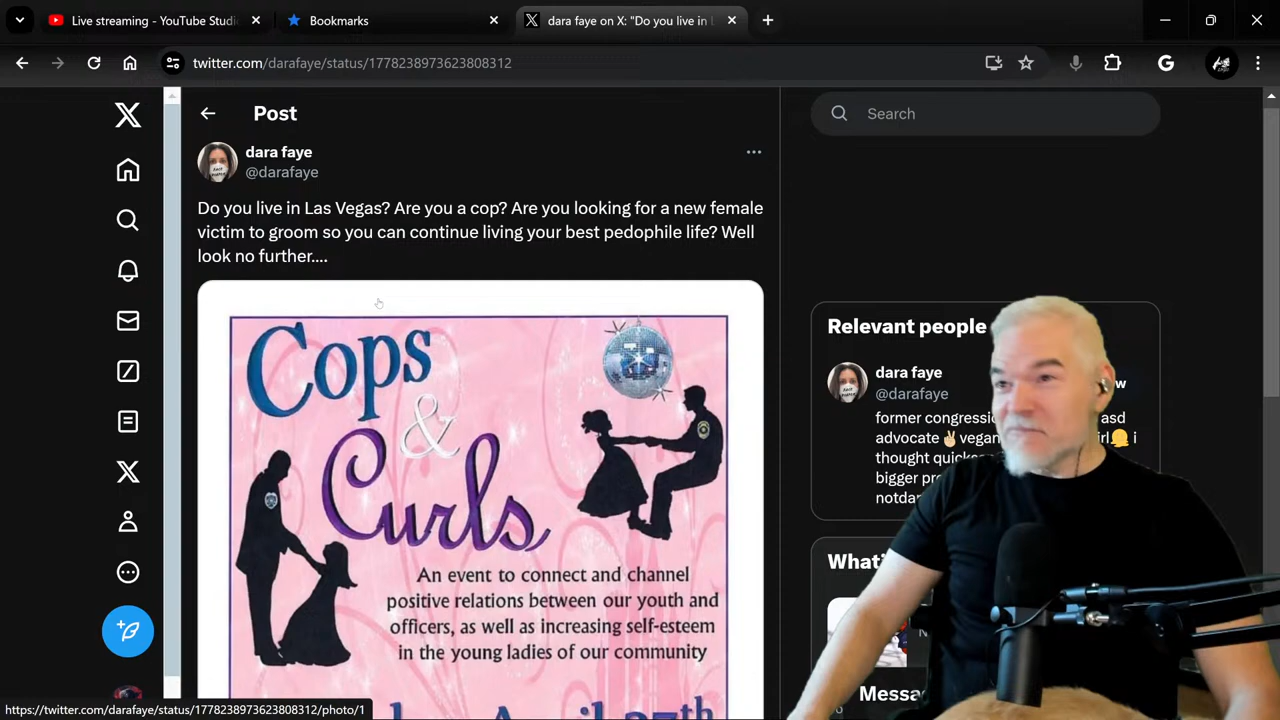 Live streaming - YouTube Studi
Bookmarks
dara faye on X: "Do you live in L
twitter.com/darafaye/status/1778238973623808312
Post
Search
dara faye
@darafaye
Do you live in Las Vegas? Are you a cop? Are you looking for a new female
victim to groom so you can continue living your best pedophile life? Well
look no further....
Cops
&
Curls
An event to connect and channel
positive relations between our youth and
officers, as well as increasing self-esteem
in the young ladies of our community
Relevant people
dara faye
@darafaye
former congressi
asd
advocate ✌🏻 vegan
irl🫠 i
thought quicks
bigger pr
notdar
What'
N
Messa
https://twitter.com/darafaye/status/1778238973623808312/photo/1